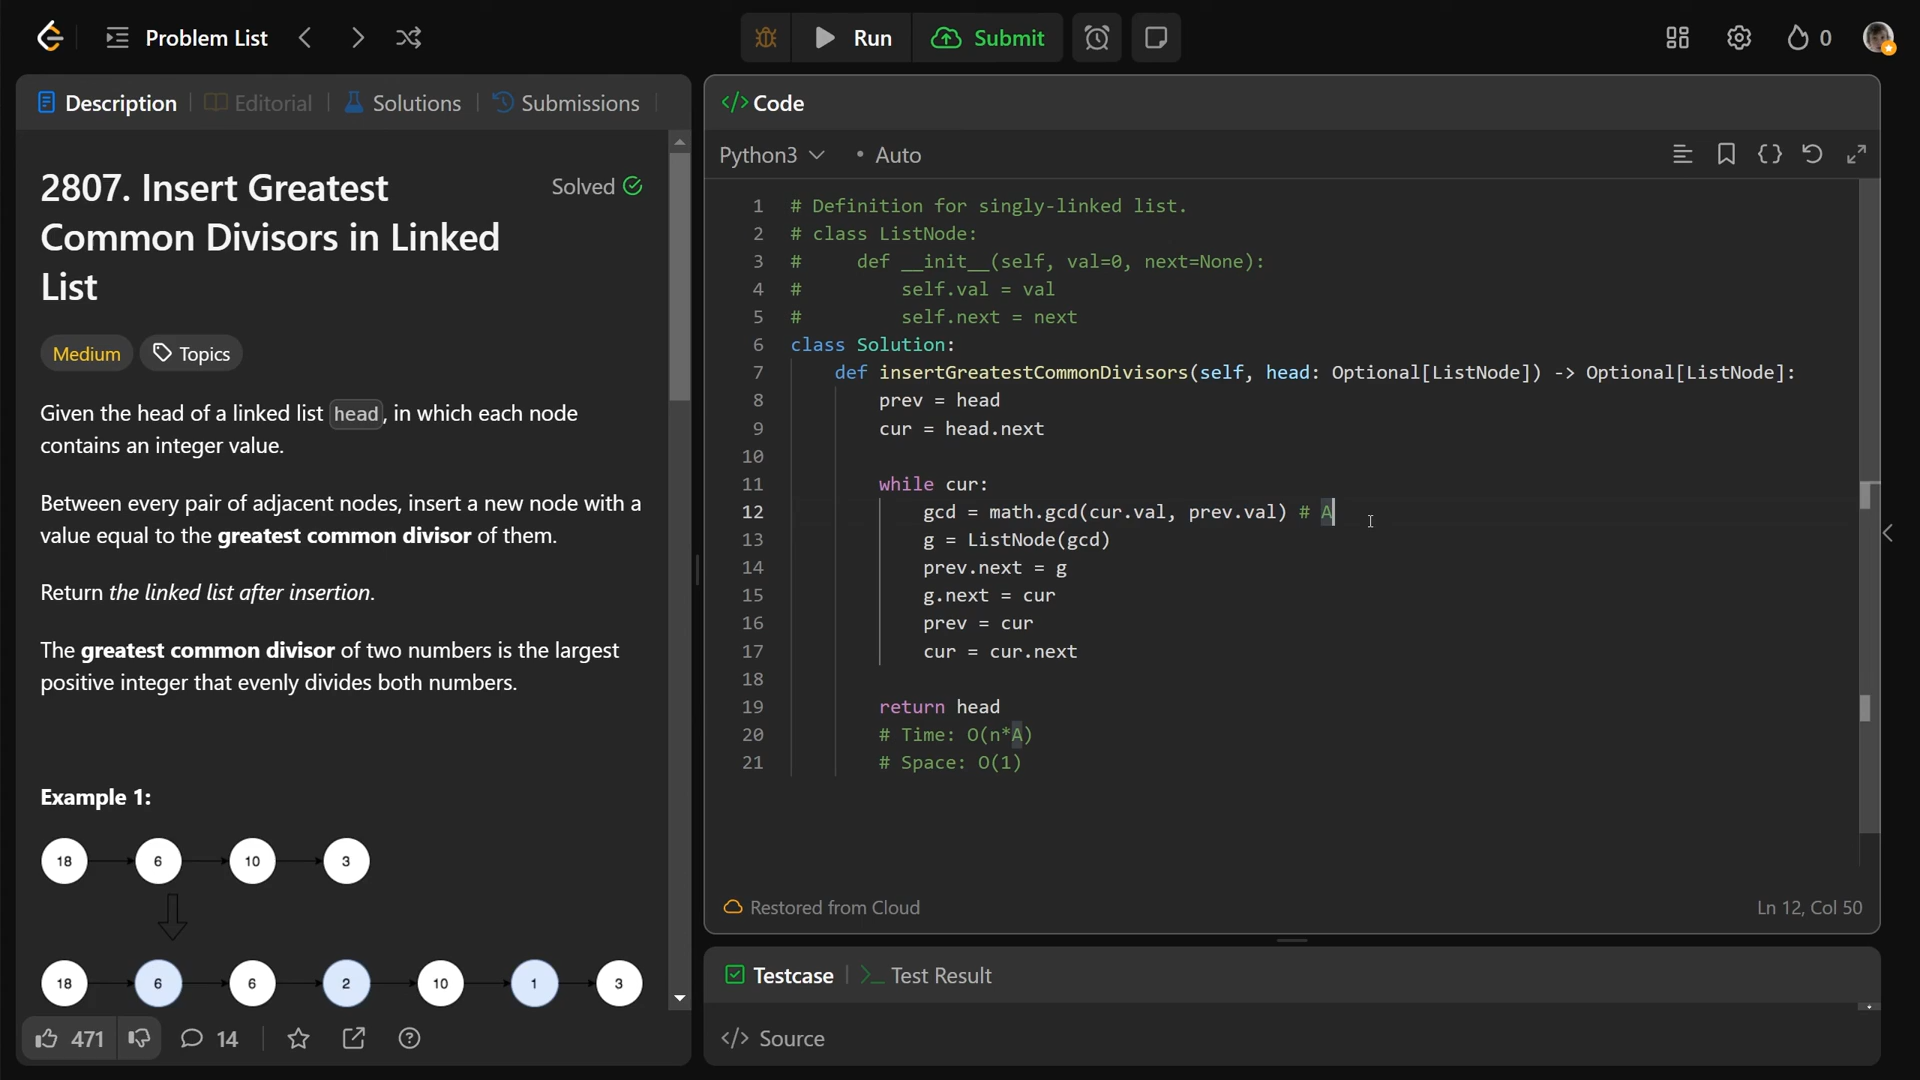 Problem List
Run
Submit
0
Description
Editorial
Solutions
Submissions
2807. Insert Greatest
Common Divisors in Linked
List
Solved
Medium
Topics
Given the head of a linked list head, in which each node
contains an integer value.
Between every pair of adjacent nodes, insert a new node with a
value equal to the greatest common divisor of them.
Return the linked list after insertion.
The greatest common divisor of two numbers is the largest
positive integer that evenly divides both numbers.
Example 1:
18 6 10 3
18 6 6 2 10 1 3
471
14
</> Code
Python3
• Auto
1 # Definition for singly-linked list.
2 # class ListNode:
3 #     def __init__(self, val=0, next=None):
4 #         self.val = val
5 #         self.next = next
6 class Solution:
7     def insertGreatestCommonDivisors(self, head: Optional[ListNode]) -> Optional[ListNode]:
8         prev = head
9         cur = head.next
10
11         while cur:
12             gcd = math.gcd(cur.val, prev.val) # A
13             g = ListNode(gcd)
14             prev.next = g
15             g.next = cur
16             prev = cur
17             cur = cur.next
18
19         return head
20         # Time: O(n*A)
21         # Space: O(1)
Restored from Cloud
Ln 12, Col 50
Testcase
>_ Test Result
</> Source